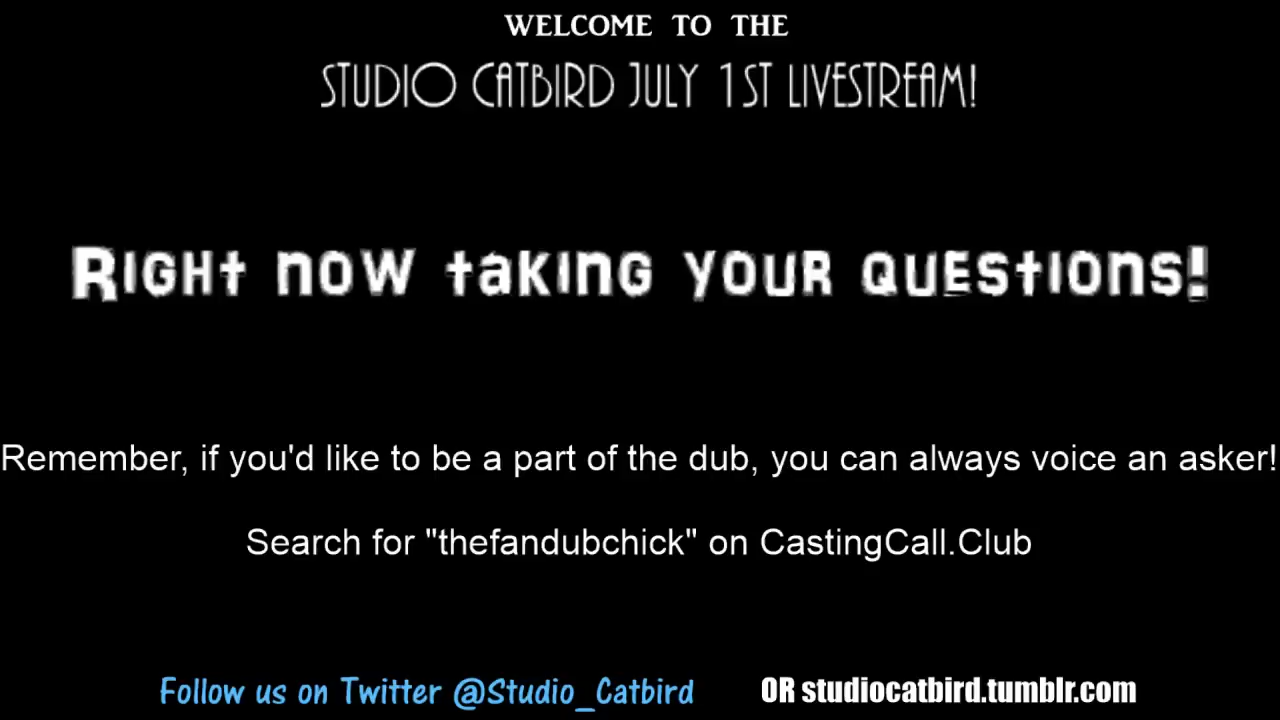 WELCOME TO THE
STUDIO CATBIRD JULY 1ST LIVESTREAM!
RIGHT NOW TAKING YOUR QUESTIONS!
Remember, if you'd like to be a part of the dub, you can always voice an asker!
Search for "thefandubchick" on CastingCall.Club
Follow us on Twitter @Studio_Catbird OR studiocatbird.tumblr.com